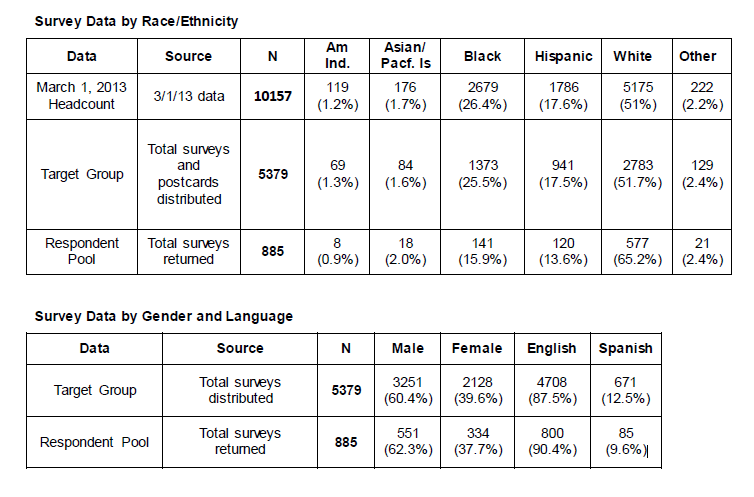 Survey Data by Race/Ethnicity
Data Source N Am Ind. Asian/ Pacf. Is Black Hispanic White Other
March 1, 2013 Headcount 3/1/13 data 10157 119 (1.2%) 176 (1.7%) 2679 (26.4%) 1786 (17.6%) 5175 (51%) 222 (2.2%)
Target Group Total surveys and postcards distributed 5379 69 (1.3%) 84 (1.6%) 1373 (25.5%) 941 (17.5%) 2783 (51.7%) 129 (2.4%)
Respondent Pool Total surveys returned 885 8 (0.9%) 18 (2.0%) 141 (15.9%) 120 (13.6%) 577 (65.2%) 21 (2.4%)
Survey Data by Gender and Language
Data Source N Male Female English Spanish
Target Group Total surveys distributed 5379 3251 (60.4%) 2128 (39.6%) 4708 (87.5%) 671 (12.5%)
Respondent Pool Total surveys returned 885 551 (62.3%) 334 (37.7%) 800 (90.4%) 85 (9.6%)